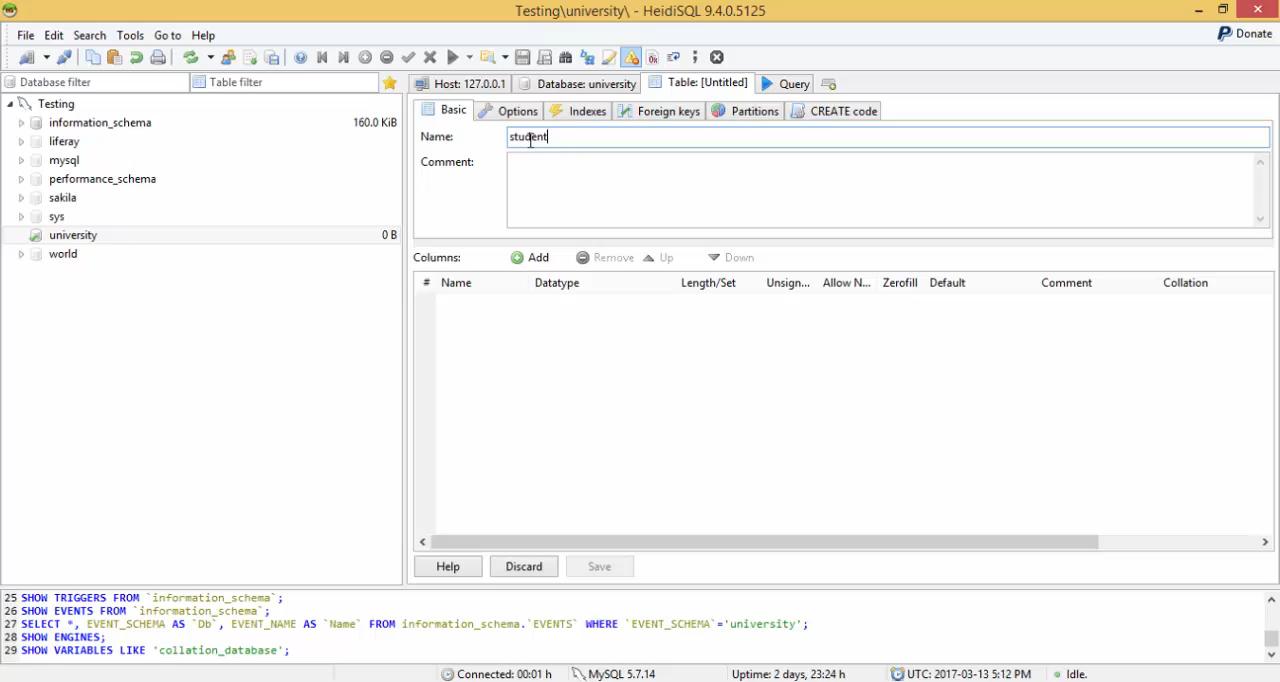 Testing\university\ - HeidiSQL 9.4.0.5125
File Edit Search Tools Go to Help
Donate
Database filter
Table filter
Host: 127.0.0.1
Database: university
Table: [Untitled]
Query
Testing
information_schema 160.0 KiB
liferay
mysql
performance_schema
sakila
sys
university 0 B
world
Basic Options Indexes Foreign keys Partitions CREATE code
Name: student
Comment:
Columns: Add Remove Up Down
# Name Datatype Length/Set Unsign... Allow N... Zerofill Default Comment Collation
Help Discard Save
25 SHOW TRIGGERS FROM `information_schema`;
26 SHOW EVENTS FROM `information_schema`;
27 SELECT *, EVENT_SCHEMA AS `Db`, EVENT_NAME AS `Name` FROM information_schema.`EVENTS` WHERE `EVENT_SCHEMA`='university';
28 SHOW ENGINES;
29 SHOW VARIABLES LIKE 'collation_database';
Connected: 00:01 h MySQL 5.7.14 Uptime: 2 days, 23:24 h UTC: 2017-03-13 5:12 PM Idle.